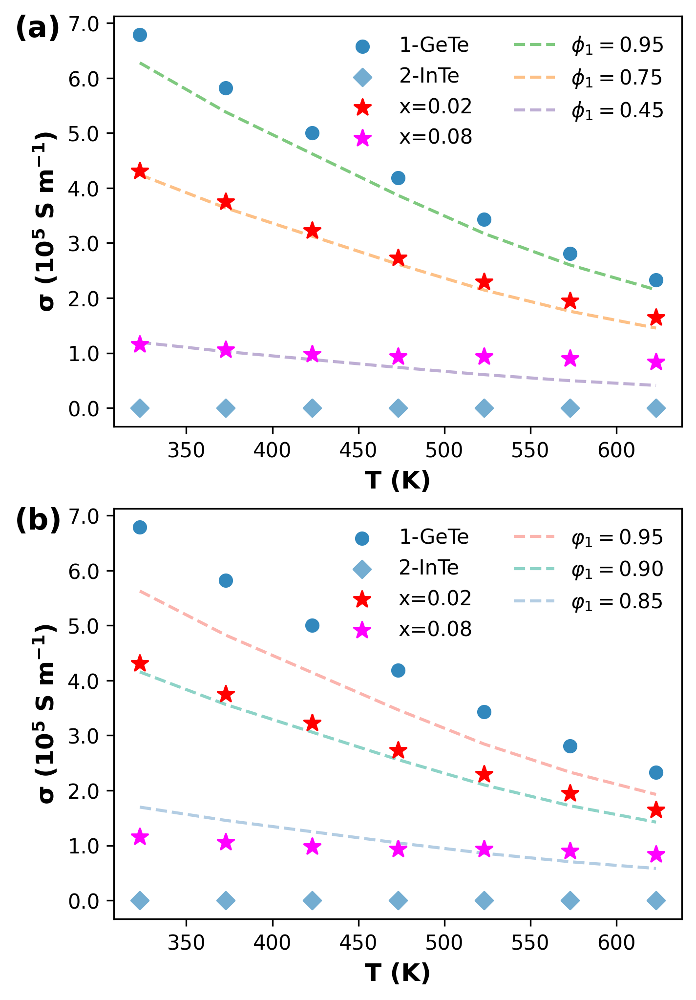 (a)
7.0
6.0
5.0
4.0
3.0
2.0
1.0
0.0
σ (10⁵ S m⁻¹)
1-GeTe
2-InTe
x=0.02
x=0.08
ϕ₁ = 0.95
ϕ₁ = 0.75
ϕ₁ = 0.45
350 400 450 500 550 600
T (K)
(b)
7.0
6.0
5.0
4.0
3.0
2.0
1.0
0.0
σ (10⁵ S m⁻¹)
1-GeTe
2-InTe
x=0.02
x=0.08
φ₁ = 0.95
φ₁ = 0.90
φ₁ = 0.85
350 400 450 500 550 600
T (K)